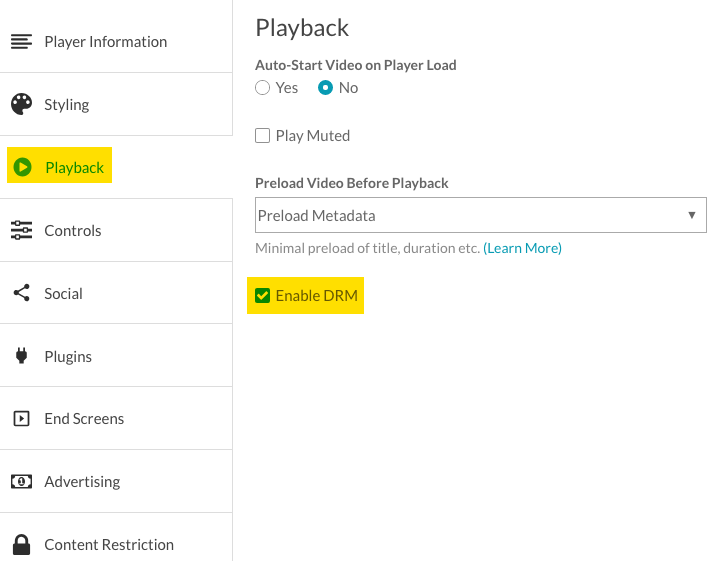 Player Information
Styling
Playback
Controls
Social
Plugins
End Screens
Advertising
Content Restriction
Playback
Auto-Start Video on Player Load
Yes No
Play Muted
Preload Video Before Playback
Preload Metadata
Minimal preload of title, duration etc. (Learn More)
Enable DRM